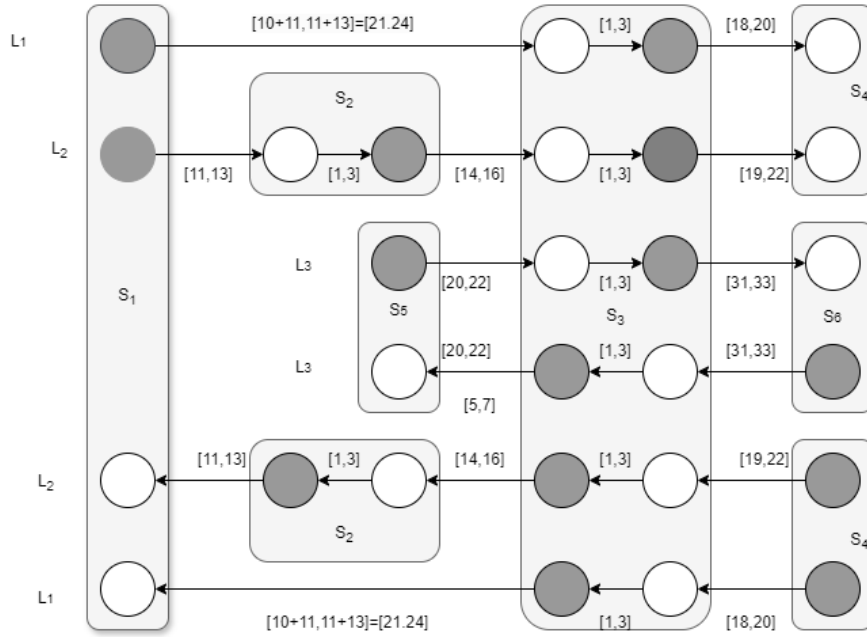 [10+11,11+13]=[21.24] [1,3] [18,20]
L1
S2 S4
L2
[11,13] [1,3] [14,16] [1,3] [19,22]
L3
[20,22] [1,3] [31,33]
S1 S5 S3 S6
L3 [20,22] [1,3] [31,33]
[5,7]
[11,13] [1,3] [14,16] [1,3] [19,22]
L2
S2 S4
L1
[10+11,11+13]=[21.24] [1,3] [18,20]